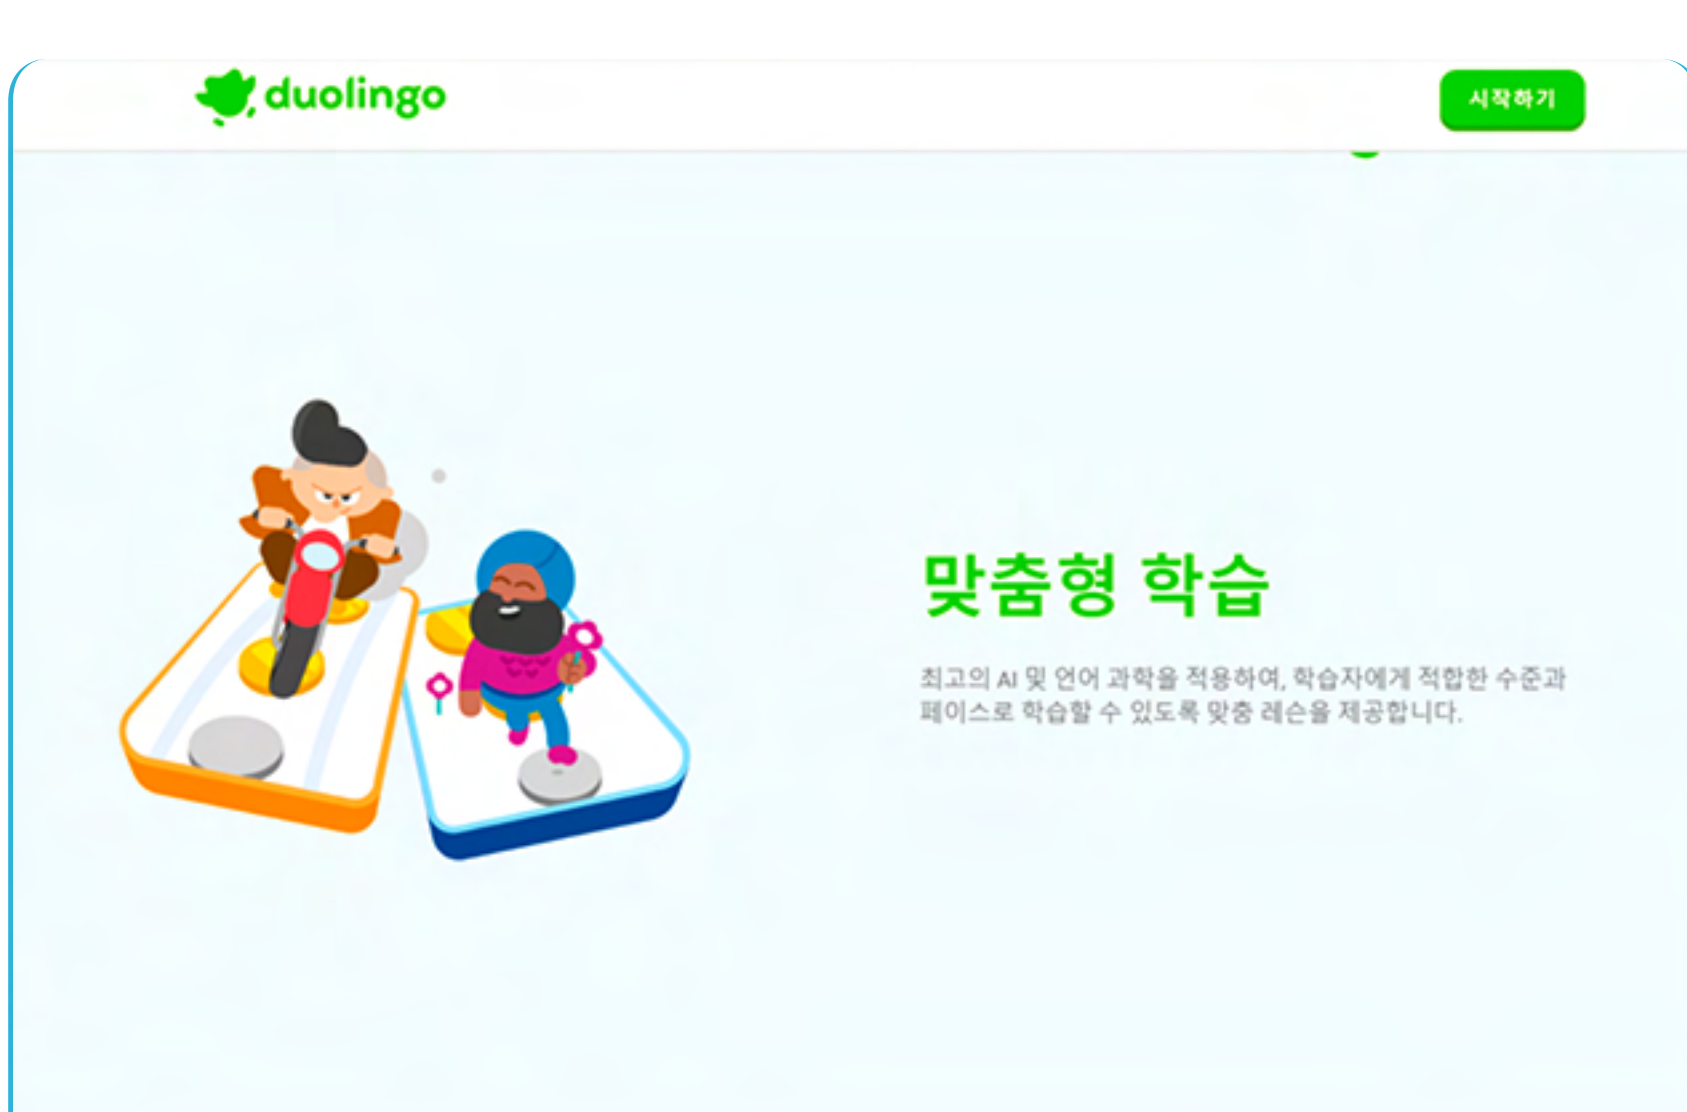 duolingo
시작하기
맞춤형 학습
최고의 AI 및 언어 과학을 적용하여, 학습자에게 적합한 수준과
페이스로 학습할 수 있도록 맞춤 레슨을 제공합니다.